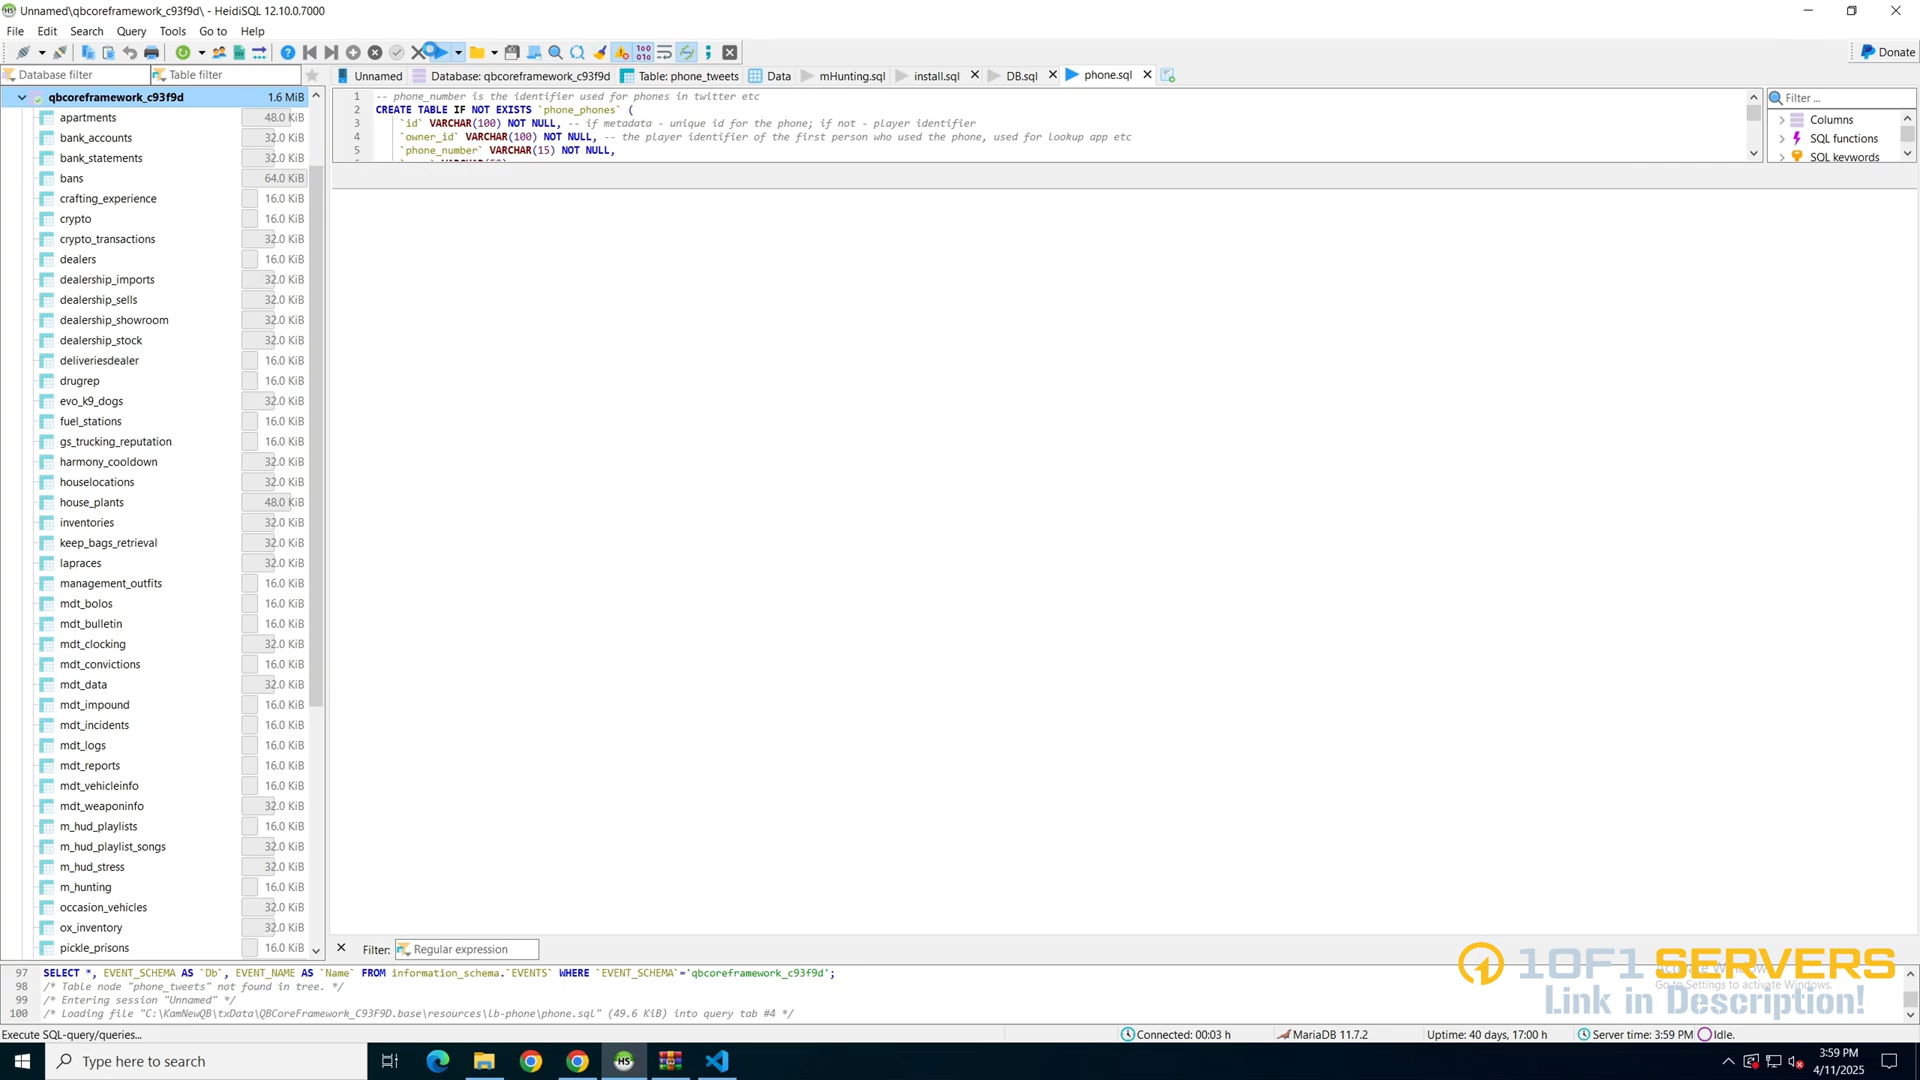 Unnamed\qbcoreframework_c93f9d\ - HeidiSQL 12.10.0.7000
File Edit Search Query Tools Go to Help
Donate
Database filter Table filter Unnamed Database: qbcoreframework_c93f9d Table: phone_tweets Data mHunting.sql install.sql DB.sql phone.sql
qbcoreframework_c93f9d 1.6 MiB
apartments 48.0 KiB
bank_accounts 32.0 KiB
bank_statements 32.0 KiB
bans 64.0 KiB
crafting_experience 16.0 KiB
crypto 16.0 KiB
crypto_transactions 32.0 KiB
dealers 16.0 KiB
dealership_imports 32.0 KiB
dealership_sells 32.0 KiB
dealership_showroom 32.0 KiB
dealership_stock 32.0 KiB
deliveriesdealer 16.0 KiB
drugrep 16.0 KiB
evo_k9_dogs 32.0 KiB
fuel_stations 16.0 KiB
gs_trucking_reputation 16.0 KiB
harmony_cooldown 32.0 KiB
houselocations 32.0 KiB
house_plants 48.0 KiB
inventories 32.0 KiB
keep_bags_retrieval 32.0 KiB
lapraces 32.0 KiB
management_outfits 16.0 KiB
mdt_bolos 16.0 KiB
mdt_bulletin 16.0 KiB
mdt_clocking 32.0 KiB
mdt_convictions 16.0 KiB
mdt_data 32.0 KiB
mdt_impound 16.0 KiB
mdt_incidents 16.0 KiB
mdt_logs 16.0 KiB
mdt_reports 16.0 KiB
mdt_vehicleinfo 16.0 KiB
mdt_weaponinfo 32.0 KiB
m_hud_playlists 16.0 KiB
m_hud_playlist_songs 32.0 KiB
m_hud_stress 32.0 KiB
m_hunting 16.0 KiB
occasion_vehicles 32.0 KiB
ox_inventory 32.0 KiB
pickle_prisons 16.0 KiB
1 -- phone_number is the identifier used for phones in twitter etc
2 CREATE TABLE IF NOT EXISTS `phone_phones` (
3 `id` VARCHAR(100) NOT NULL, -- if metadata - unique id for the phone; if not - player identifier
4 `owner_id` VARCHAR(100) NOT NULL, -- the player identifier of the first person who used the phone, used for lookup app etc
5 `phone_number` VARCHAR(15) NOT NULL,
Filter ...
Columns
SQL functions
SQL keywords
Filter: Regular expression
97 SELECT *, EVENT_SCHEMA AS `Db`, EVENT_NAME AS `Name` FROM information_schema.`EVENTS` WHERE `EVENT_SCHEMA`='qbcoreframework_c93f9d';
98 /* Table node "phone_tweets" not found in tree. */
99 /* Entering session "Unnamed" */
100 /* Loading file "C:\KamNewQB\txData\QBCoreFramework_C93F9D.base\resources\lb-phone\phone.sql" (49.6 KiB) into query tab #4 */
1OF1 SERVERS
Go to Settings to activate Windows.
Link in Description!
Execute SQL-query/queries... Connected: 00:03 h MariaDB 11.7.2 Uptime: 40 days, 17:00 h Server time: 3:59 PM Idle.
Type here to search
HS
3:59 PM
4/11/2025